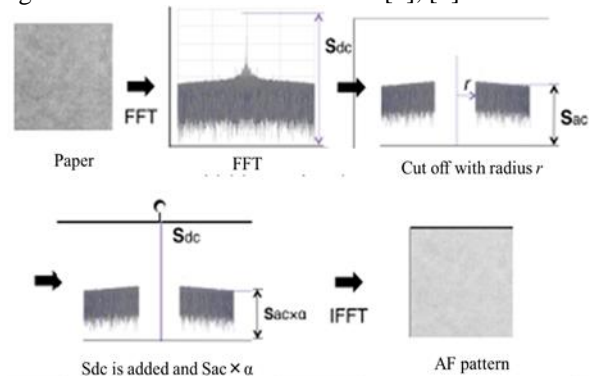 Sdc
r
Sac
FFT
Paper
FFT
Cut off with radius r
Sdc
Sac×α
IFFT
Sdc is added and Sac × α
AF pattern